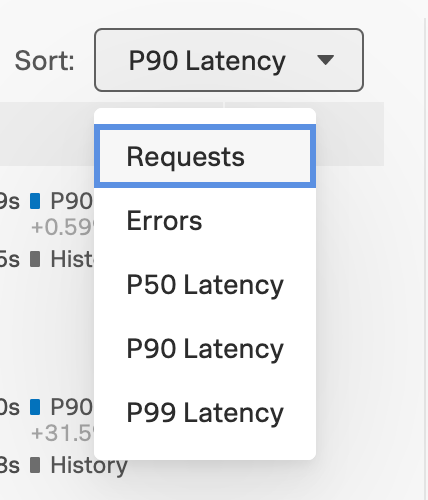 Sort: P90 Latency
Requests
9s P90
+0.59
Errors
5s Hist
P50 Latency
P90 Latency
0s P90
P99 Latency
+31.5
8s History